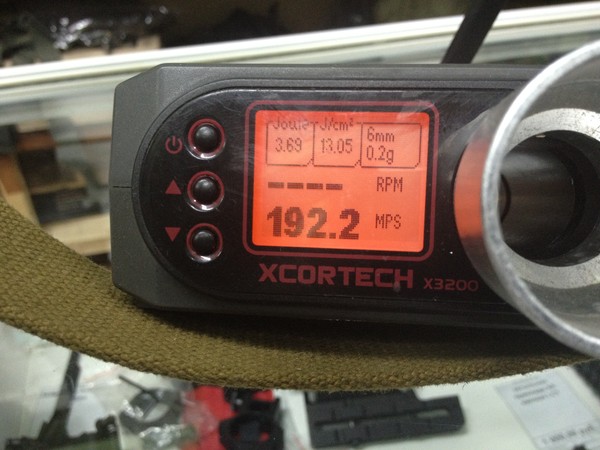 Joule J/cm² 6mm
3.69 13.05 0.2g
---- RPM
192.2 MPS
XCORTECH X3200